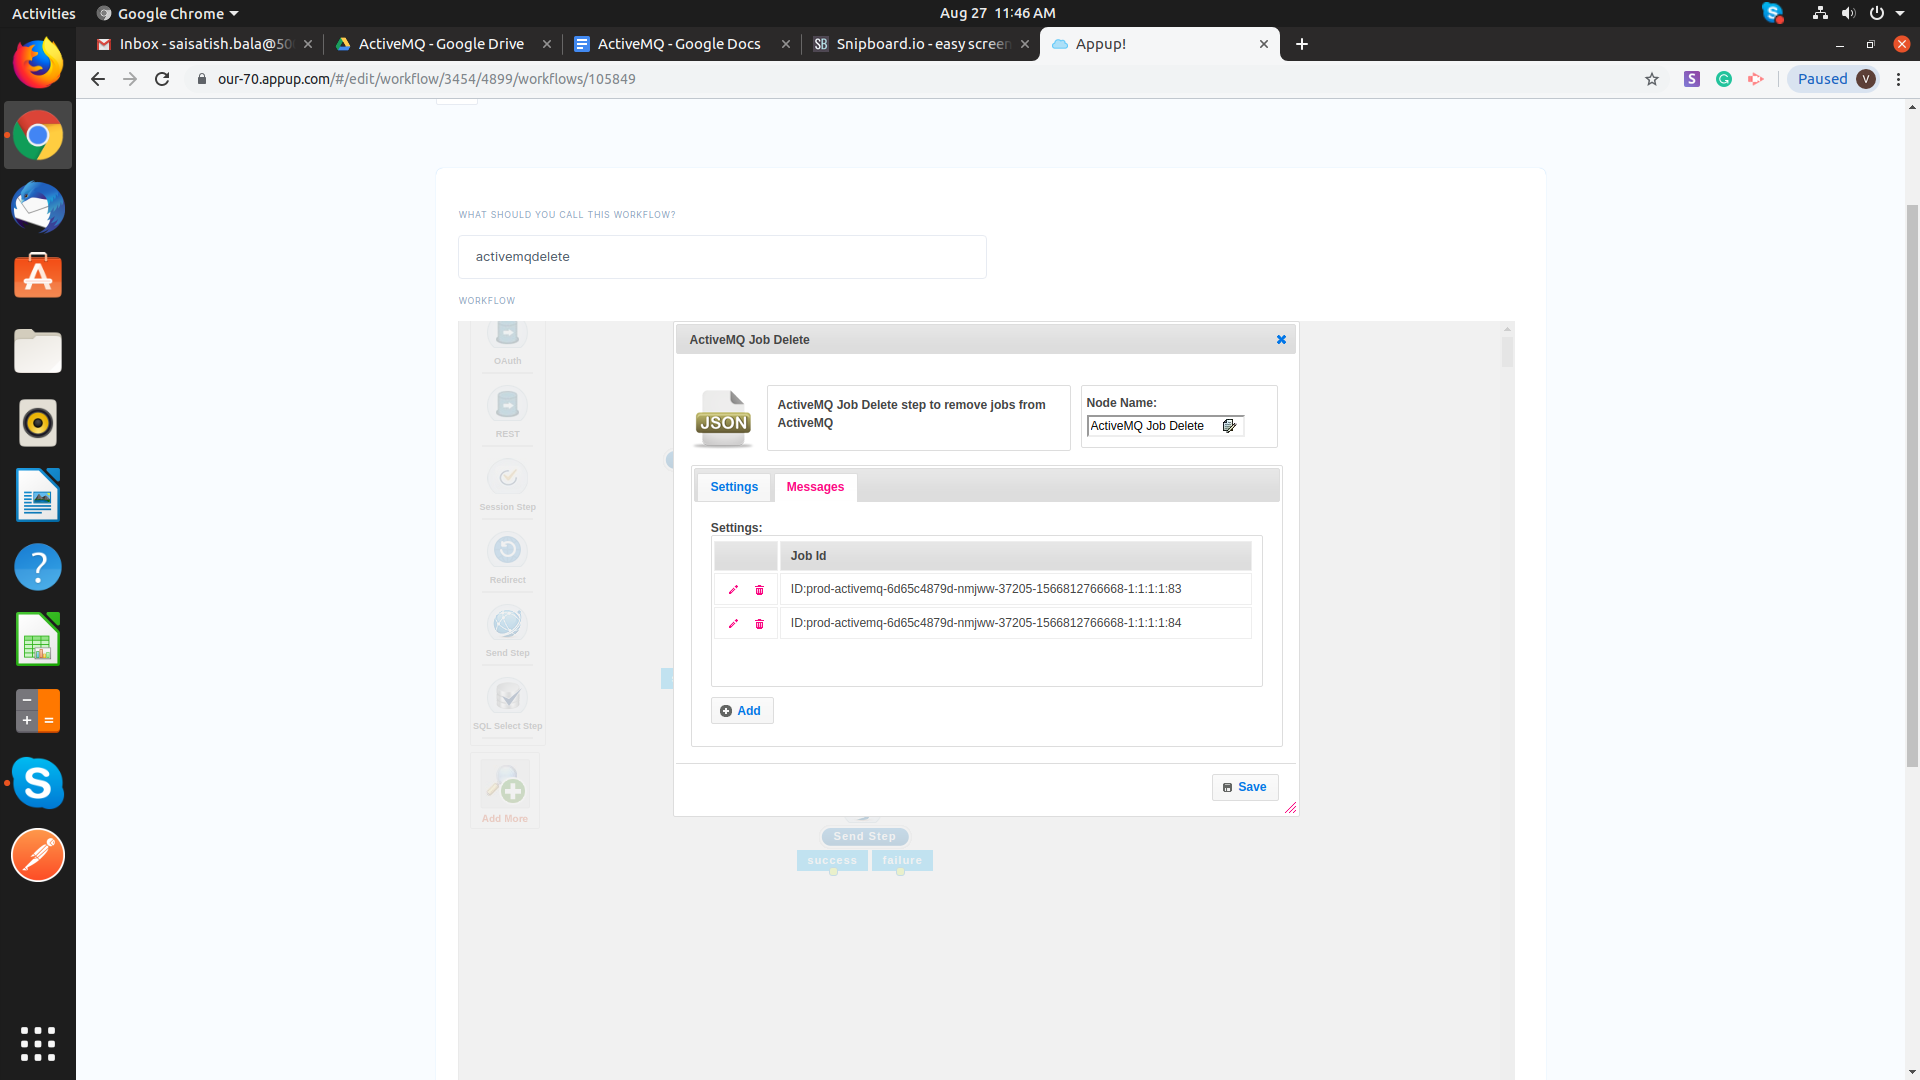 Activities
Google Chrome
Aug 27 11:46 AM
Inbox - saisatish.bala@50
ActiveMQ - Google Drive
ActiveMQ - Google Docs
SB
Snipboard.io - easy screen
Appup!
our-70.appup.com/#/edit/workflow/3454/4899/workflows/105849
S
G
Paused
V
WHAT SHOULD YOU CALL THIS WORKFLOW?
activemqdelete
WORKFLOW
OAuth
REST
Session Step
Redirect
Send Step
SQL Select Step
Add More
ActiveMQ Job Delete
JSON
ActiveMQ Job Delete step to remove jobs from
ActiveMQ
Node Name:
ActiveMQ Job Delete
Settings
Messages
Settings:
Job Id
ID:prod-activemq-6d65c4879d-nmjww-37205-1566812766668-1:1:1:1:83
ID:prod-activemq-6d65c4879d-nmjww-37205-1566812766668-1:1:1:1:84
Add
Save
Send Step
success
failure